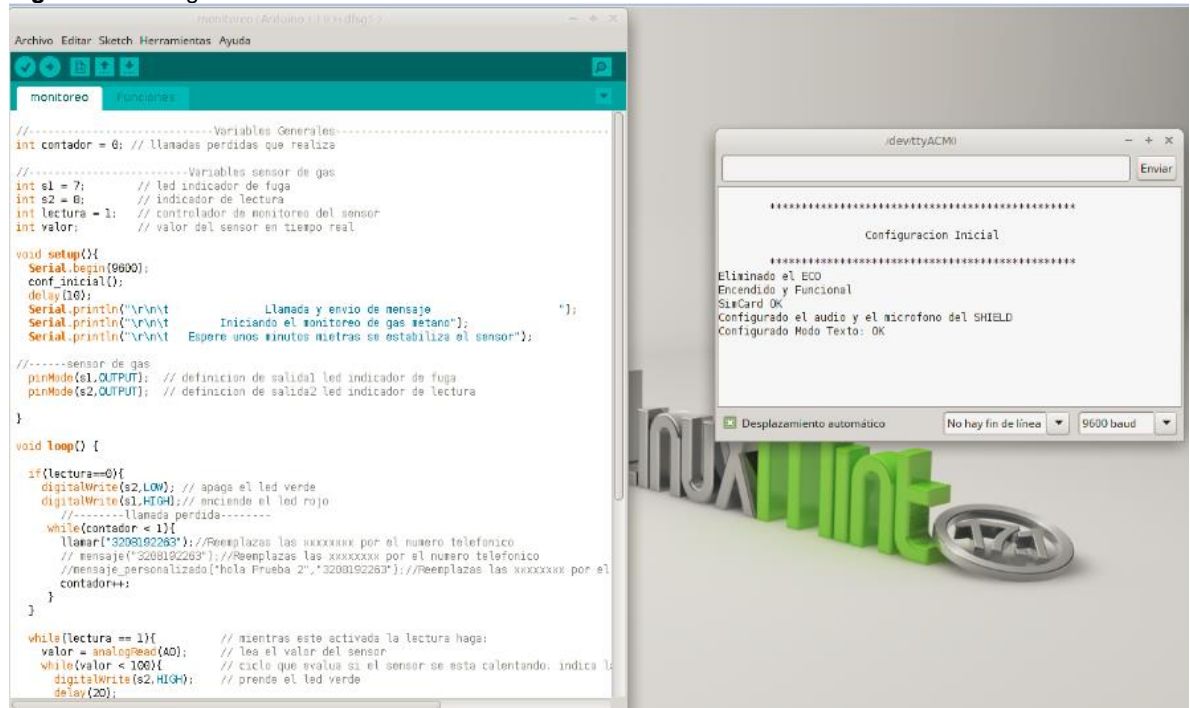 monitoreo Arduino
Archivo Editar Sketch Herramientas Ayuda
monitoreo Funciones
//-----------------------------Variables Generales-------------------------------------------
int contador = 0; // llamadas perdidas que realiza
//-------------------------Variables sensor de gas
int s1 = 7; // led indicador de fuga
int s2 = 8; // indicador de lectura
int lectura = 1; // controlador de monitoreo del sensor
int valor; // valor del sensor en tiempo real
void setup(){
Serial.begin(9600);
conf_inicial();
delay(10);
Serial.println("\r\n\t Llamada y envio de mensaje ");
Serial.println("\r\n\t Iniciando el monitoreo de gas metano");
Serial.println("\r\n\t Espere unos minutos mietras se estabiliza el sensor");
//------sensor de gas
pinMode(s1,OUTPUT); // definicion de salida1 led indicador de fuga
pinMode(s2,OUTPUT); // definicion de salida2 led indicador de lectura
}
void loop() {
if(lectura==0){
digitalWrite(s2,LOW); // apaga el led verde
digitalWrite(s1,HIGH);// enciende el led rojo
//--------llamada perdida--------
while(contador < 1){
llamar("3208192263");//Reemplazas las xxxxxxxx por el numero telefonico
// mensaje("3208192263");//Reemplazas las xxxxxxxx por el numero telefonico
//mensaje_personalizado("hola Prueba 2","3208192263");//Reemplazas las xxxxxxxx por el
contador++;
}
}
while(lectura == 1){ // mientras este activada la lectura haga:
valor = analogRead(A0); // lea el valor del sensor
while(valor < 100){ // ciclo que evalua si el sensor se esta calentando. indica
digitalWrite(s2,HIGH); // prende el led verde
delay(20);
/dev/ttyACM0
Enviar
************************************************
Configuracion Inicial
************************************************
Eliminado el ECO
Encendido y Funcional
SimCard OK
Configurado el audio y el microfono del SHIELD
Configurado Modo Texto: OK
Desplazamiento automático No hay fin de línea 9600 baud
Linux Mint 17.1